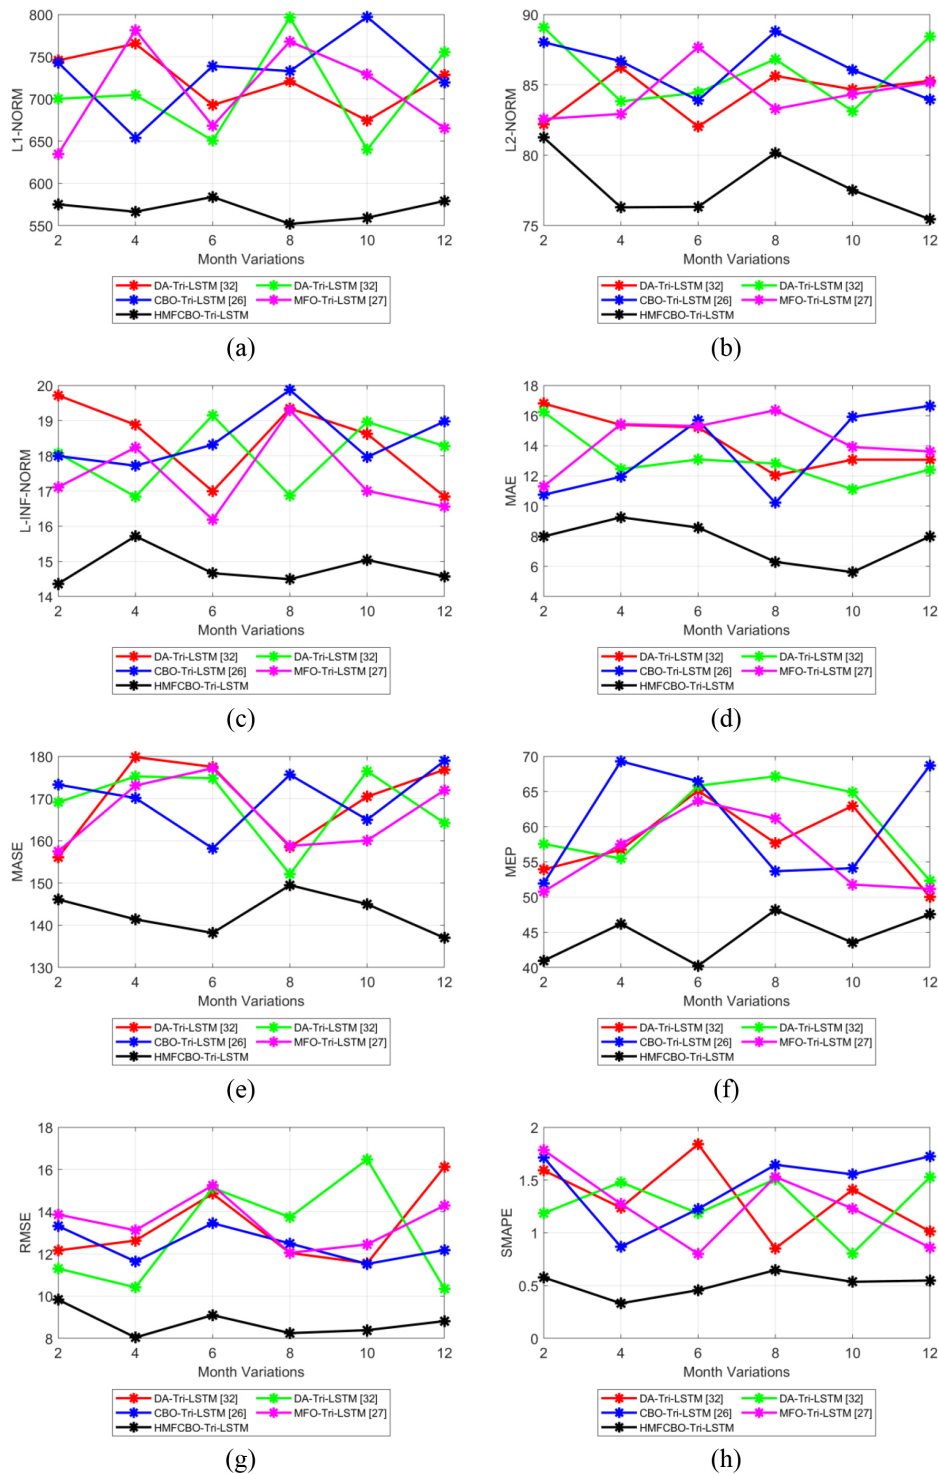 800
750
700
650
600
550
L1-NORM
2 4 6 8 10 12
Month Variations
DA-Tri-LSTM [32] DA-Tri-LSTM [32]
CBO-Tri-LSTM [26] MFO-Tri-LSTM [27]
HMFCBO-Tri-LSTM
(a)
90
85
80
75
L2-NORM
2 4 6 8 10 12
Month Variations
DA-Tri-LSTM [32] DA-Tri-LSTM [32]
CBO-Tri-LSTM [26] MFO-Tri-LSTM [27]
HMFCBO-Tri-LSTM
(b)
20
19
18
17
16
15
14
L-INF-NORM
2 4 6 8 10 12
Month Variations
DA-Tri-LSTM [32] DA-Tri-LSTM [32]
CBO-Tri-LSTM [26] MFO-Tri-LSTM [27]
HMFCBO-Tri-LSTM
(c)
18
16
14
12
10
8
6
4
MAE
2 4 6 8 10 12
Month Variations
DA-Tri-LSTM [32] DA-Tri-LSTM [32]
CBO-Tri-LSTM [26] MFO-Tri-LSTM [27]
HMFCBO-Tri-LSTM
(d)
180
170
160
150
140
130
MASE
2 4 6 8 10 12
Month Variations
DA-Tri-LSTM [32] DA-Tri-LSTM [32]
CBO-Tri-LSTM [26] MFO-Tri-LSTM [27]
HMFCBO-Tri-LSTM
(e)
70
65
60
55
50
45
40
MEP
2 4 6 8 10 12
Month Variations
DA-Tri-LSTM [32] DA-Tri-LSTM [32]
CBO-Tri-LSTM [26] MFO-Tri-LSTM [27]
HMFCBO-Tri-LSTM
(f)
18
16
14
12
10
8
RMSE
2 4 6 8 10 12
Month Variations
DA-Tri-LSTM [32] DA-Tri-LSTM [32]
CBO-Tri-LSTM [26] MFO-Tri-LSTM [27]
HMFCBO-Tri-LSTM
(g)
2
1.5
1
0.5
0
SMAPE
2 4 6 8 10 12
Month Variations
DA-Tri-LSTM [32] DA-Tri-LSTM [32]
CBO-Tri-LSTM [26] MFO-Tri-LSTM [27]
HMFCBO-Tri-LSTM
(h)